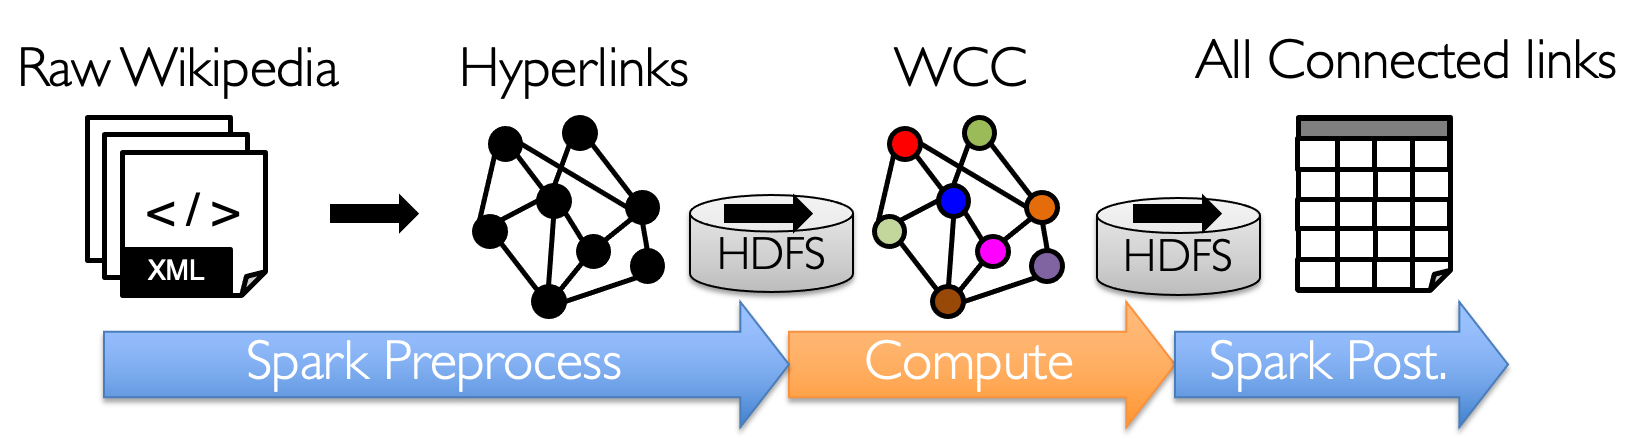 Raw Wikipedia
Hyperlinks
WCC
All Connected links
</>
XML
HDFS
HDFS
Spark Preprocess
Compute
Spark Post.